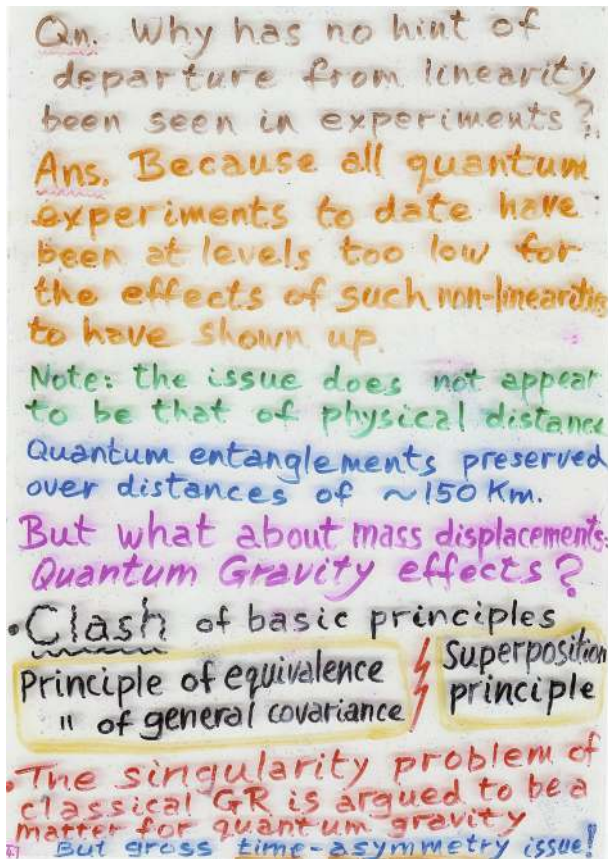 Qn. Why has no hint of
departure from linearity
been seen in experiments?
Ans. Because all quantum
experiments to date have
been at levels too low for
the effects of such non-linearities
to have shown up.
Note: the issue does not appear
to be that of physical distance
Quantum entanglements preserved
over distances of ~150 Km.
But what about mass displacements:
Quantum Gravity effects?
• Clash of basic principles
Principle of equivalence
" of general covariance
Superposition
principle
• The singularity problem of
classical GR is argued to be a
matter for quantum gravity
But gross time-asymmetry issue!